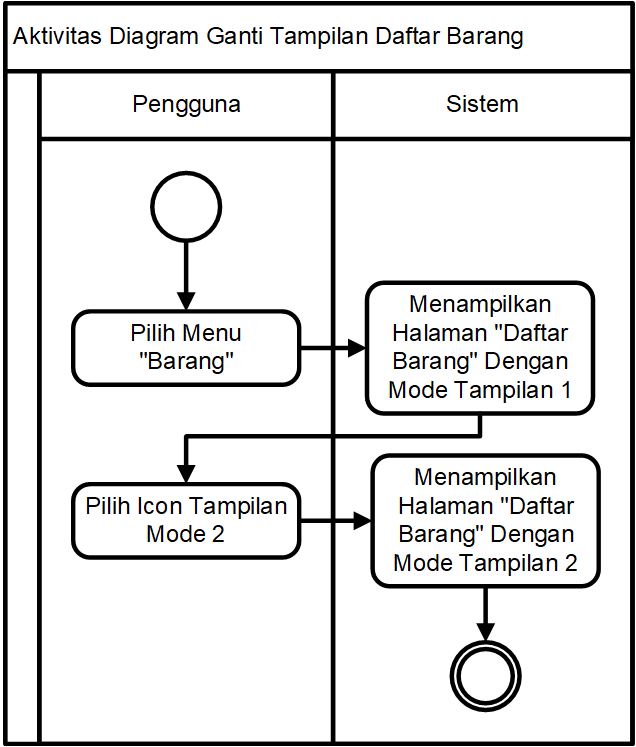 Aktivitas Diagram Ganti Tampilan Daftar Barang
Pengguna
Sistem
Pilih Menu
"Barang"
Menampilkan
Halaman "Daftar
Barang" Dengan
Mode Tampilan 1
Pilih Icon Tampilan
Mode 2
Menampilkan
Halaman "Daftar
Barang" Dengan
Mode Tampilan 2